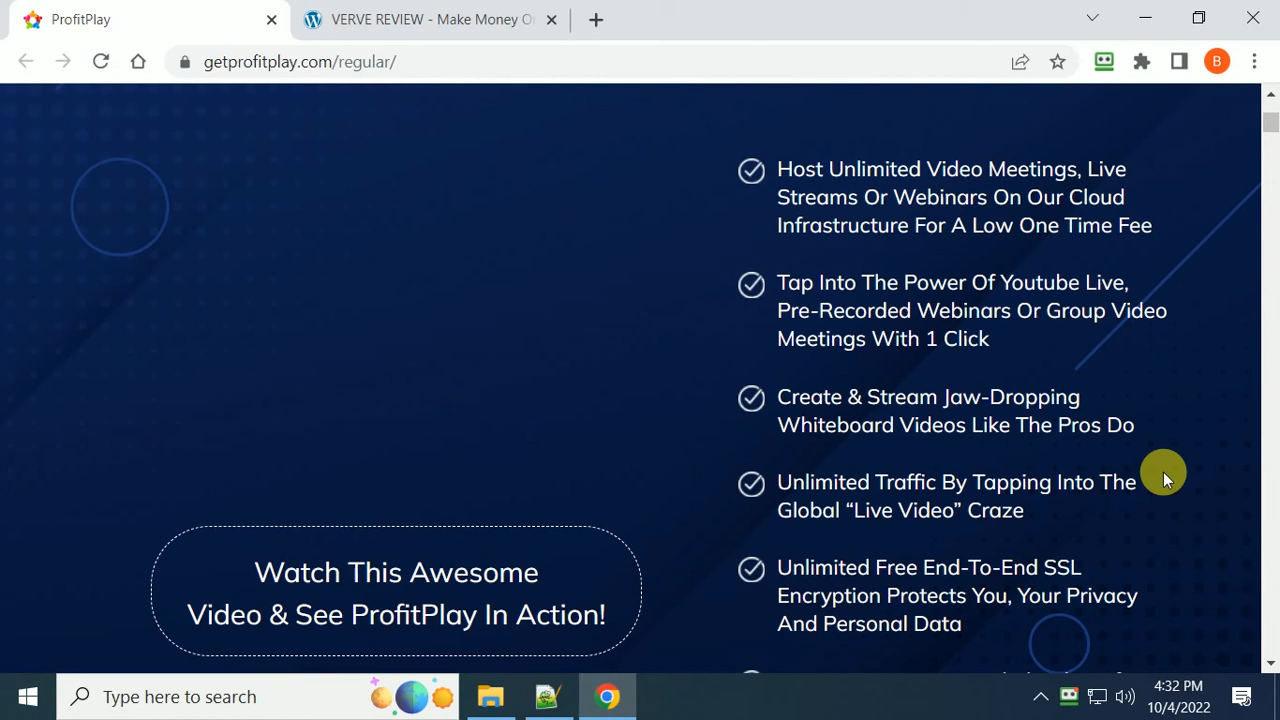 ProfitPlay
VERVE REVIEW - Make Money O
getprofitplay.com/regular/
B
Host Unlimited Video Meetings, Live
Streams Or Webinars On Our Cloud
Infrastructure For A Low One Time Fee
Tap Into The Power Of Youtube Live,
Pre-Recorded Webinars Or Group Video
Meetings With 1 Click
Create & Stream Jaw-Dropping
Whiteboard Videos Like The Pros Do
Unlimited Traffic By Tapping Into The
Global “Live Video” Craze
Unlimited Free End-To-End SSL
Encryption Protects You, Your Privacy
And Personal Data
Watch This Awesome
Video & See ProfitPlay In Action!
Type here to search
4:32 PM
10/4/2022